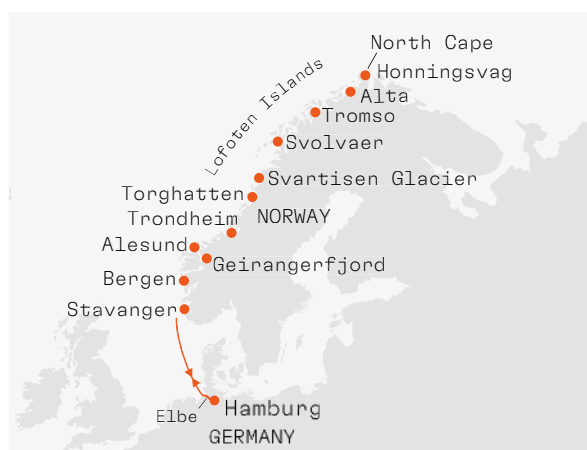 North Cape
Honningsvag
Alta
Tromso
Lofoten Islands
Svolvaer
Svartisen Glacier
Torghatten
NORWAY
Trondheim
Alesund
Geirangerfjord
Bergen
Stavanger
Elbe
Hamburg
GERMANY